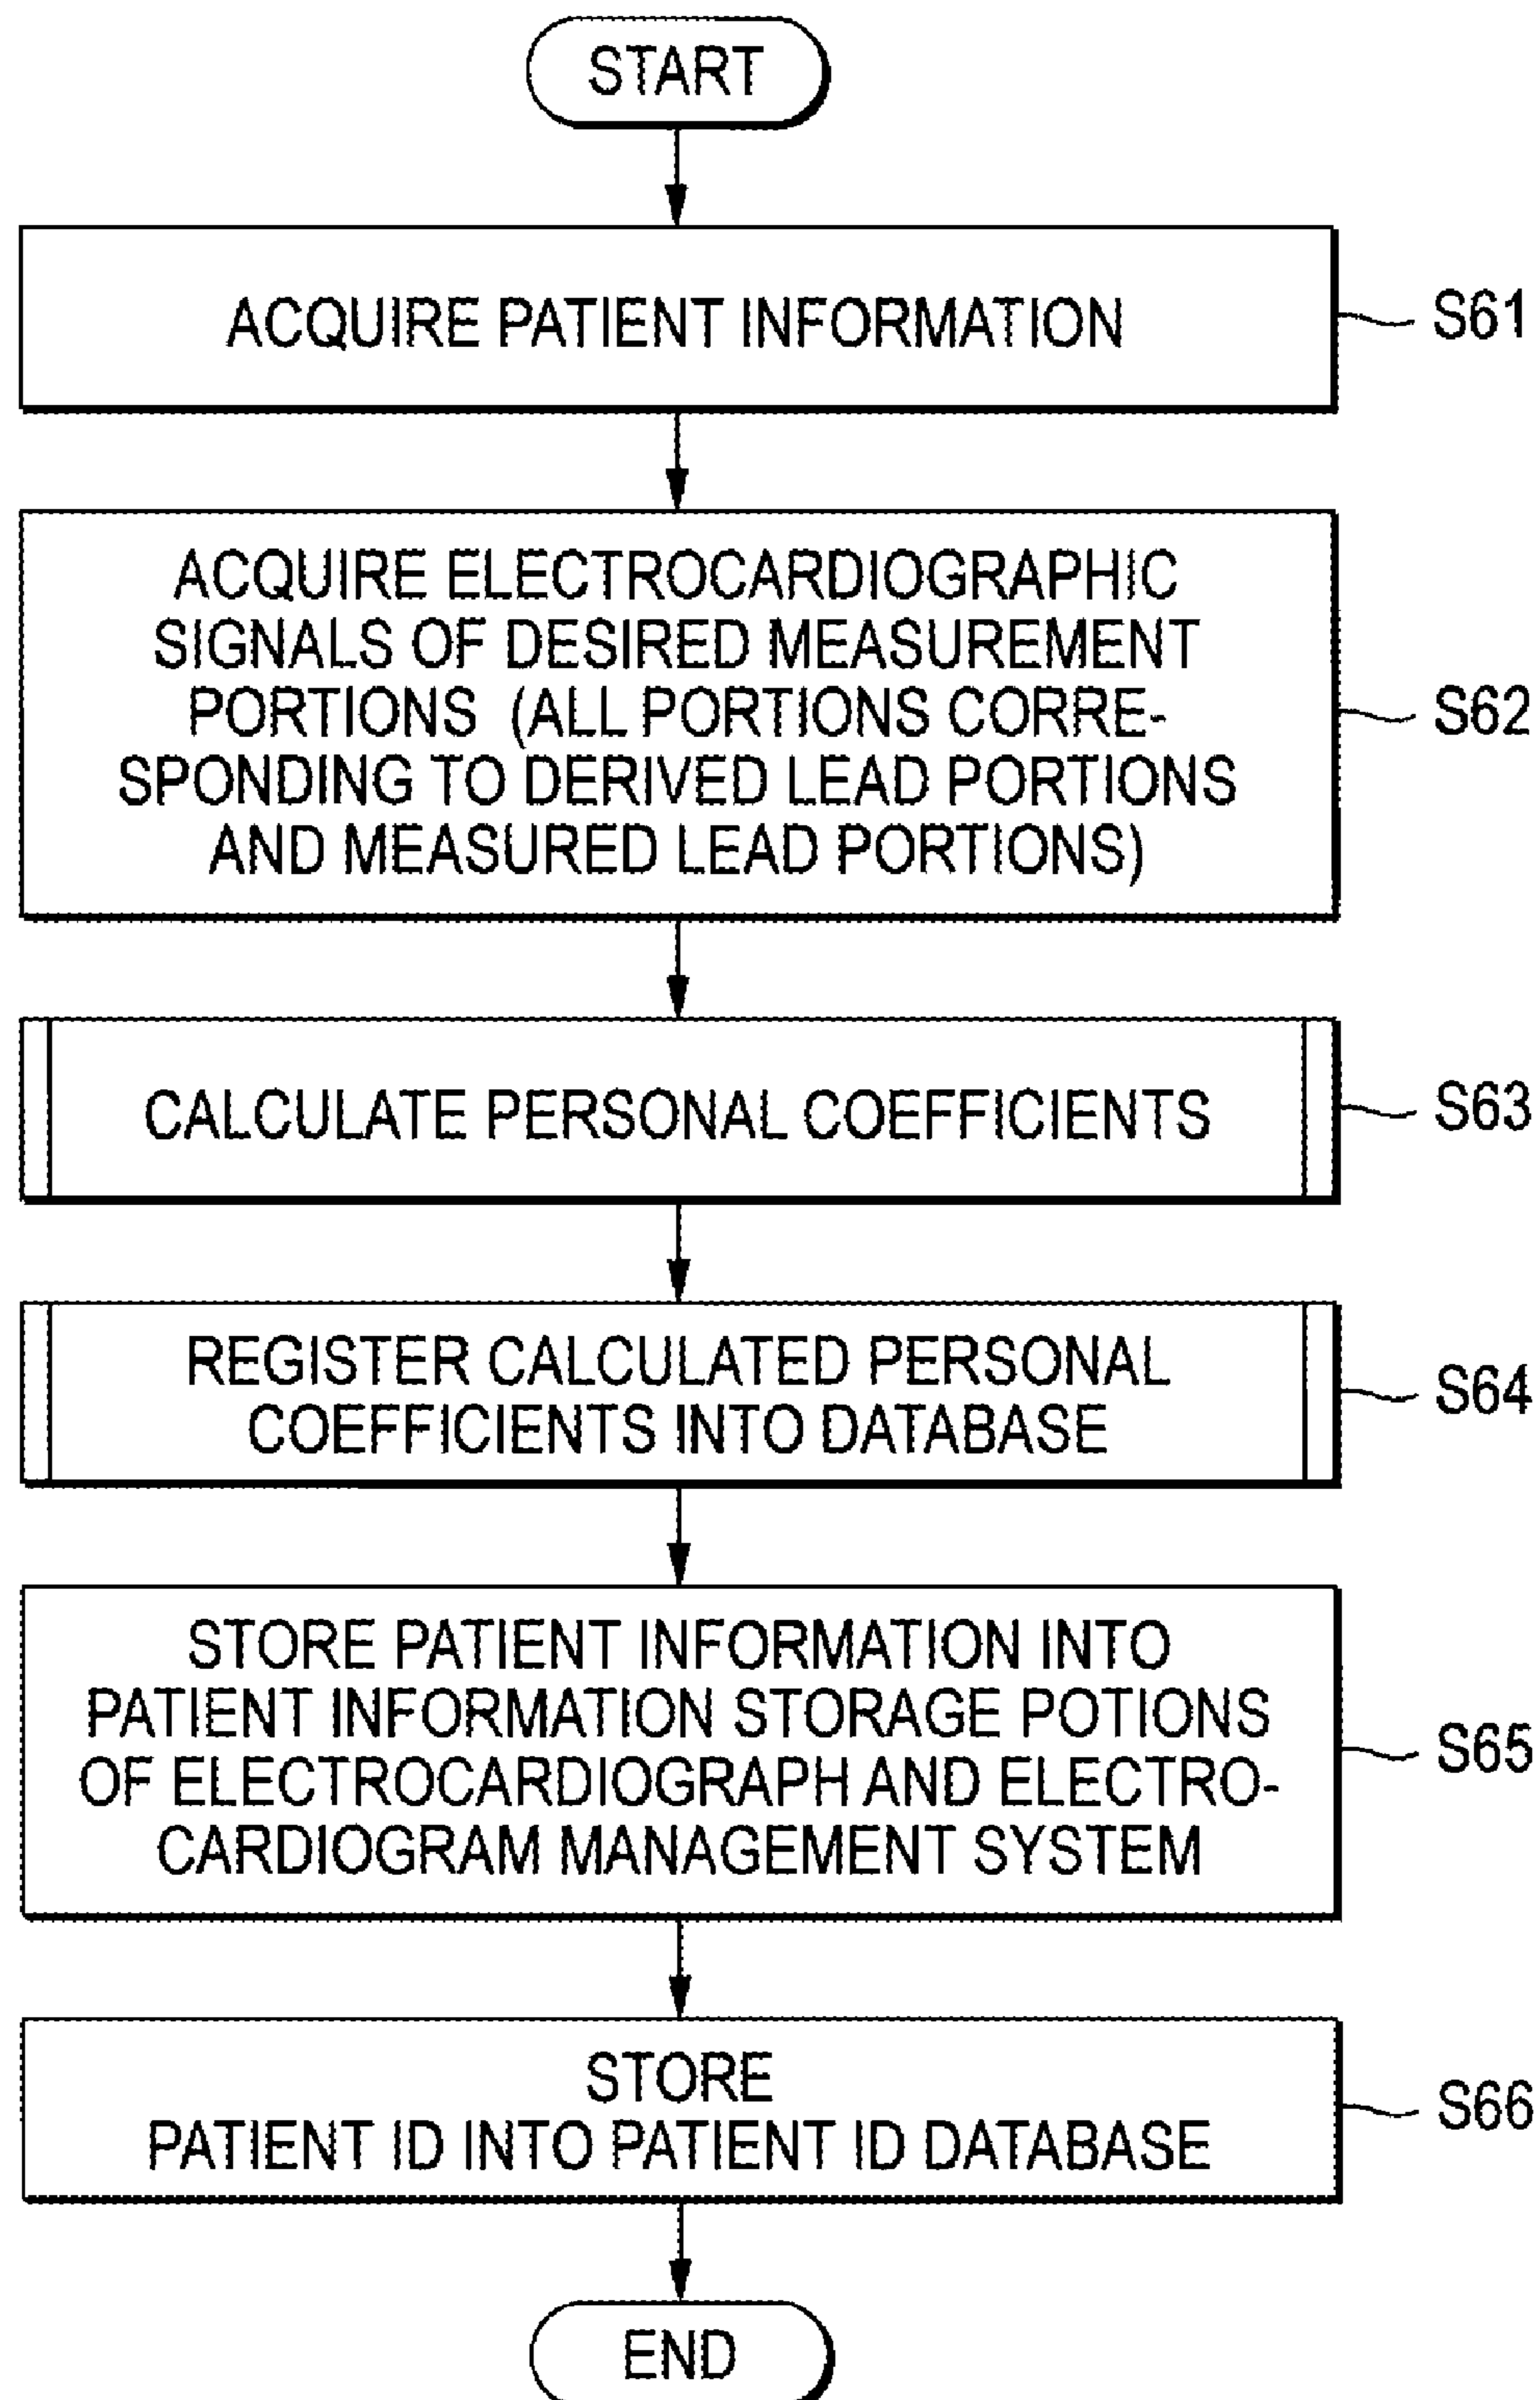 START
ACQUIRE PATIENT INFORMATION
S61
ACQUIRE ELECTROCARDIOGRAPHIC
SIGNALS OF DESIRED MEASUREMENT
PORTIONS (ALL PORTIONS CORRE-
SPONDING TO DERIVED LEAD PORTIONS
AND MEASURED LEAD PORTIONS)
S62
CALCULATE PERSONAL COEFFICIENTS
S63
REGISTER CALCULATED PERSONAL
COEFFICIENTS INTO DATABASE
S64
STORE PATIENT INFORMATION INTO
PATIENT INFORMATION STORAGE POTIONS
OF ELECTROCARDIOGRAPH AND ELECTRO-
CARDIOGRAM MANAGEMENT SYSTEM
S65
STORE
PATIENT ID INTO PATIENT ID DATABASE
S66
END